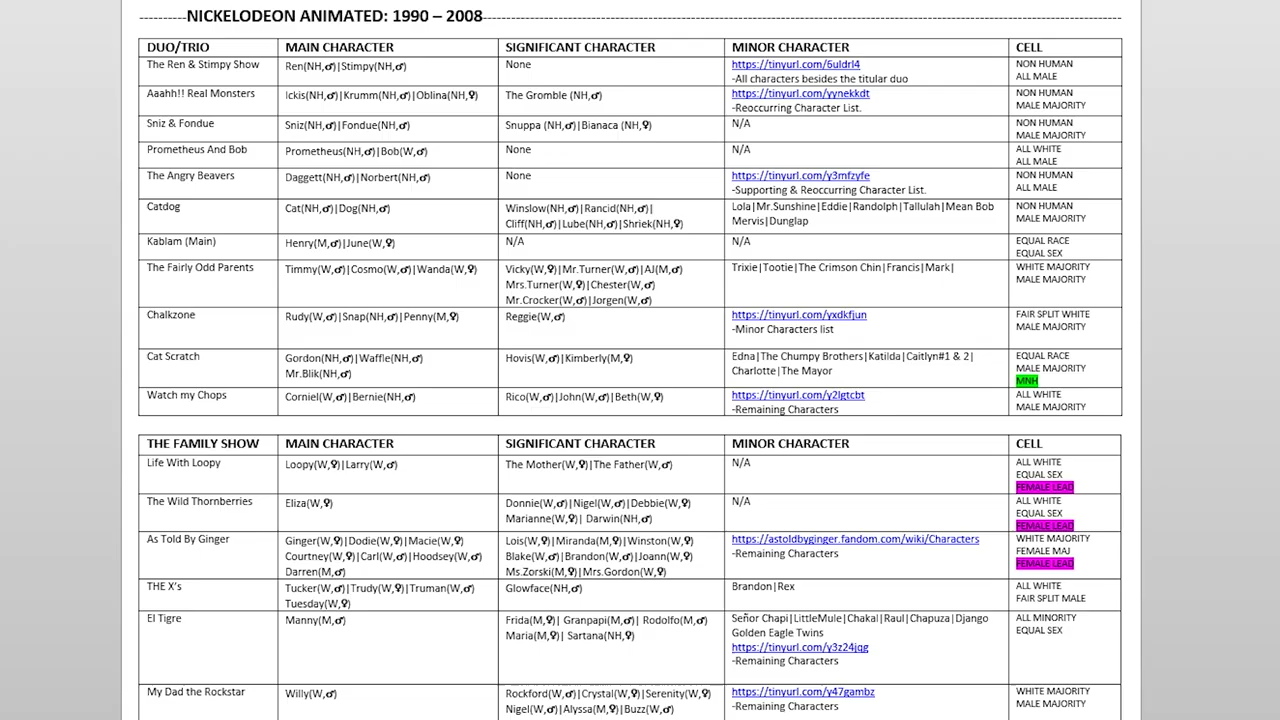 ----------NICKELODEON ANIMATED: 1990 – 2008----------
DUO/TRIO MAIN CHARACTER SIGNIFICANT CHARACTER MINOR CHARACTER CELL
The Ren & Stimpy Show Ren(NH,♂)|Stimpy(NH,♂) None https://tinyurl.com/6uldrl4 NON HUMAN
-All characters besides the titular duo ALL MALE
Aaahh!! Real Monsters Ickis(NH,♂)|Krumm(NH,♂)|Oblina(NH,♀) The Gromble (NH,♂) https://tinyurl.com/yynekkdt NON HUMAN
-Reoccurring Character List. MALE MAJORITY
Sniz & Fondue Sniz(NH,♂)|Fondue(NH,♂) Snuppa (NH,♂)|Bianaca (NH,♀) N/A NON HUMAN
MALE MAJORITY
Prometheus And Bob Prometheus(NH,♂)|Bob(W,♂) None N/A ALL WHITE
ALL MALE
The Angry Beavers Daggett(NH,♂)|Norbert(NH,♂) None https://tinyurl.com/y3mfzyfe NON HUMAN
-Supporting & Reoccurring Character List. ALL MALE
Catdog Cat(NH,♂)|Dog(NH,♂) Winslow(NH,♂)|Rancid(NH,♂)| Lola|Mr.Sunshine|Eddie|Randolph|Tallulah|Mean Bob NON HUMAN
Cliff(NH,♂)|Lube(NH,♂)|Shriek(NH,♀) Mervis|Dunglap MALE MAJORITY
Kablam (Main) Henry(M,♂)|June(W,♀) N/A N/A EQUAL RACE
EQUAL SEX
The Fairly Odd Parents Timmy(W,♂)|Cosmo(W,♂)|Wanda(W,♀) Vicky(W,♀)|Mr.Turner(W,♂)|AJ(M,♂) Trixie|Tootie|The Crimson Chin|Francis|Mark| WHITE MAJORITY
Mrs.Turner(W,♀)|Chester(W,♂) MALE MAJORITY
Mr.Crocker(W,♂)|Jorgen(W,♂)
Chalkzone Rudy(W,♂)|Snap(NH,♂)|Penny(M,♀) Reggie(W,♂) https://tinyurl.com/yxdkfjun FAIR SPLIT WHITE
-Minor Characters list MALE MAJORITY
Cat Scratch Gordon(NH,♂)|Waffle(NH,♂) Hovis(W,♂)|Kimberly(M,♀) Edna|The Chumpy Brothers|Katilda|Caitlyn#1 & 2| EQUAL RACE
Mr.Blik(NH,♂) Charlotte|The Mayor MALE MAJORITY
MNH
Watch my Chops Corniel(W,♂)|Bernie(NH,♂) Rico(W,♂)|John(W,♂)|Beth(W,♀) https://tinyurl.com/y2lgtcbt ALL WHITE
-Remaining Characters MALE MAJORITY
THE FAMILY SHOW MAIN CHARACTER SIGNIFICANT CHARACTER MINOR CHARACTER CELL
Life With Loopy Loopy(W,♀)|Larry(W,♂) The Mother(W,♀)|The Father(W,♂) N/A ALL WHITE
EQUAL SEX
FEMALE LEAD
The Wild Thornberries Eliza(W,♀) Donnie(W,♂)|Nigel(W,♂)|Debbie(W,♀) N/A ALL WHITE
Marianne(W,♀)| Darwin(NH,♂) EQUAL SEX
FEMALE LEAD
As Told By Ginger Ginger(W,♀)|Dodie(W,♀)|Macie(W,♀) Lois(W,♀)|Miranda(M,♀)|Winston(W,♀) https://astoldbyginger.fandom.com/wiki/Characters WHITE MAJORITY
Courtney(W,♀)|Carl(W,♂)|Hoodsey(W,♂) Blake(W,♂)|Brandon(W,♂)|Joann(W,♀) -Remaining Characters FEMALE MAJ
Darren(M,♂) Ms.Zorski(M,♀)|Mrs.Gordon(W,♀) FEMALE LEAD
THE X's Tucker(W,♂)|Trudy(W,♀)|Truman(W,♂) Glowface(NH,♂) Brandon|Rex ALL WHITE
Tuesday(W,♀) FAIR SPLIT MALE
El Tigre Manny(M,♂) Frida(M,♀)| Granpapi(M,♂)| Rodolfo(M,♂) Señor Chapi|LittleMule|Chakal|Raul|Chapuza|Django ALL MINORITY
Maria(M,♀)| Sartana(NH,♀) Golden Eagle Twins EQUAL SEX
https://tinyurl.com/y3z24jqg
-Remaining Characters
My Dad the Rockstar Willy(W,♂) Rockford(W,♂)|Crystal(W,♀)|Serenity(W,♀) https://tinyurl.com/y47gambz WHITE MAJORITY
Nigel(W,♂)|Alyssa(M,♀)|Buzz(W,♂) -Remaining Characters MALE MAJORITY